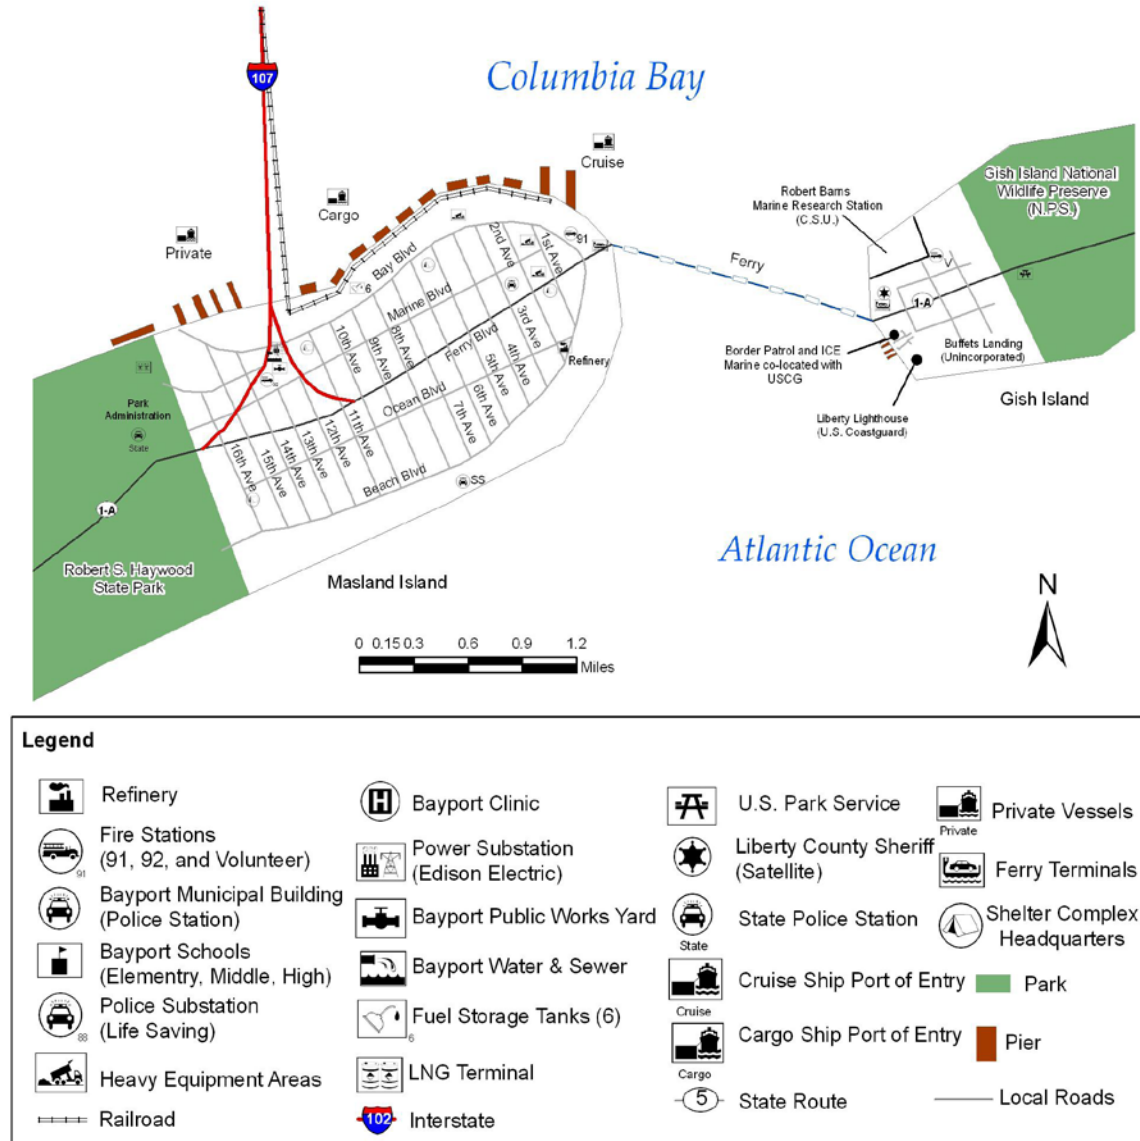 107
Columbia Bay
Cruise
Cargo
Private
Gish Island National
Wildlife Preserve
(N.P.S.)
Robert Barns
Marine Research Station
(C.S.U.)
91
Ferry
V
2nd Ave
1st Ave
Bay Blvd
6
Marine Blvd
1-A
3rd Ave
Ferry Blvd
10th Ave
9th Ave
8th Ave
Refinery
4th Ave
5th Ave
6th Ave
7th Ave
Border Patrol and ICE
Marine co-located with
USCG
Buffets Landing
(Unincorporated)
Gish Island
Liberty Lighthouse
(U.S. Coastguard)
Park
Administration
State
Ocean Blvd
11th Ave
12th Ave
13th Ave
14th Ave
15th Ave
16th Ave
Beach Blvd
SS
1-A
Atlantic Ocean
Robert S. Haywood
State Park
Masland Island
N
0 0.15 0.3 0.6 0.9 1.2
Miles
Legend
Refinery
Fire Stations
(91, 92, and Volunteer)
91
Bayport Municipal Building
(Police Station)
Bayport Schools
(Elementry, Middle, High)
Police Substation
(Life Saving)
88
Heavy Equipment Areas
Railroad
H
Bayport Clinic
Power Substation
(Edison Electric)
Bayport Public Works Yard
Bayport Water & Sewer
Fuel Storage Tanks (6)
6
LNG Terminal
102
Interstate
U.S. Park Service
Liberty County Sheriff
(Satellite)
State Police Station
State
Cruise Ship Port of Entry
Cruise
Cargo Ship Port of Entry
Cargo
5
State Route
Private Vessels
Private
Ferry Terminals
Shelter Complex
Headquarters
Park
Pier
Local Roads